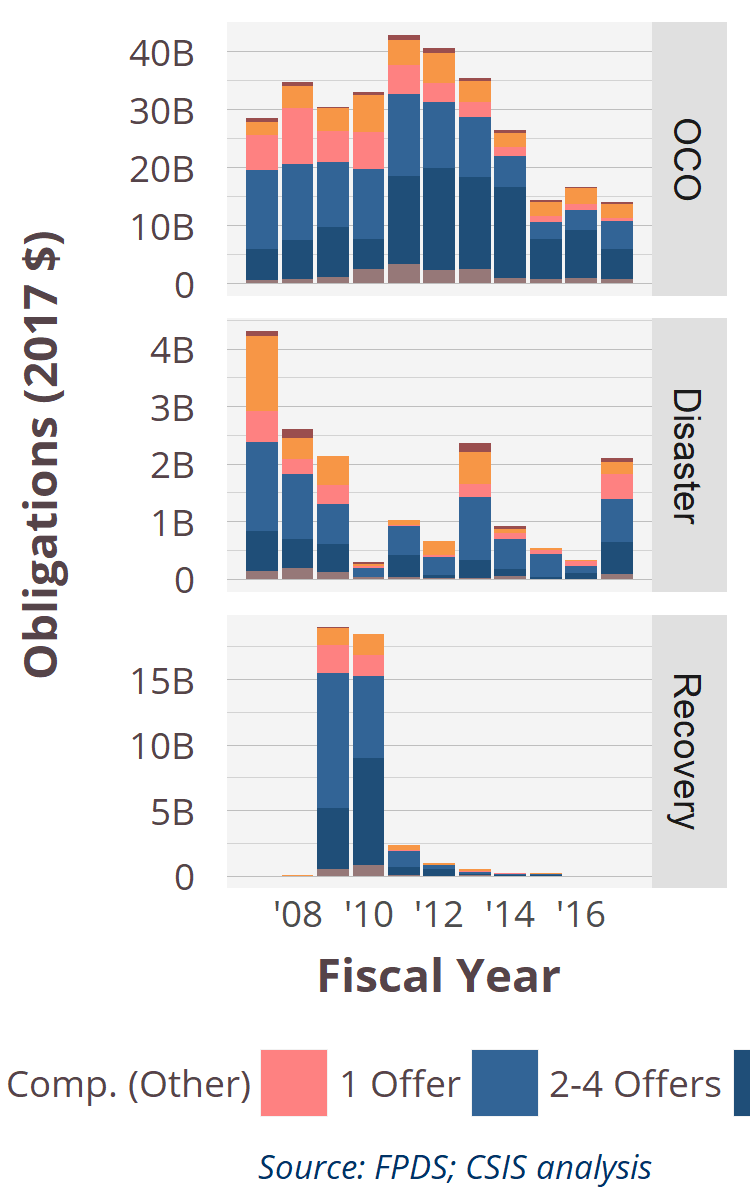 Obligations (2017 $)
40B
30B
20B
10B
0
OCO
4B
3B
2B
1B
0
Disaster
15B
10B
5B
0
Recovery
'08 '10 '12 '14 '16
Fiscal Year
Comp. (Other) 1 Offer 2-4 Offers
Source: FPDS; CSIS analysis